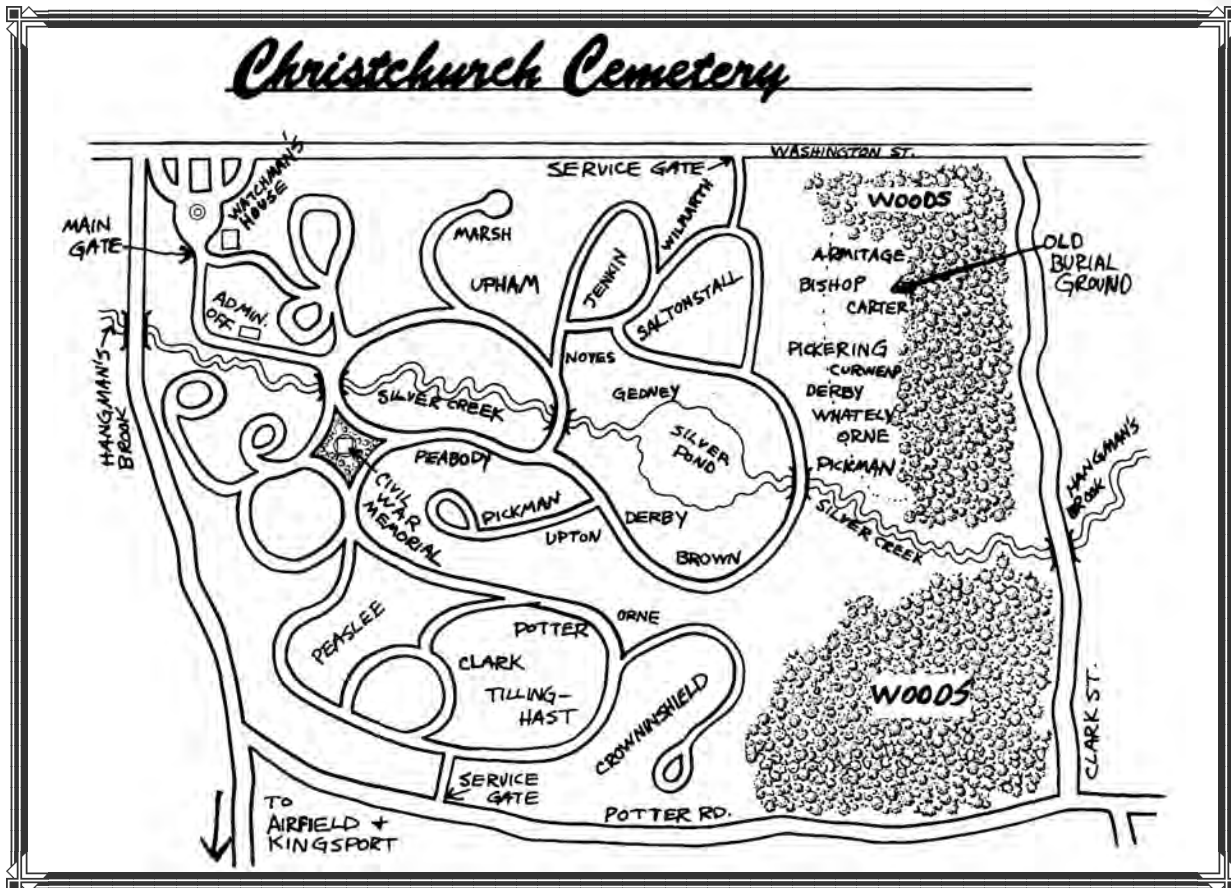 Christchurch Cemetery
WASHINGTON ST.
SERVICE GATE
WATCHMAN'S
HOUSE
MAIN
GATE
WOODS
WILMARTH
MARSH
UPHAM
JENKIN
SALTONSTALL
ARMITAGE
BISHOP
CARTER
OLD
BURIAL
GROUND
ADMIN.
OFF.
HANGMAN'S
BROOK
NOYES
PICKERING
CURWEN
DERBY
WHATELY
ORNE
PICKMAN
SILVER CREEK
GEDNEY
SILVER
POND
HANGMAN'S
BROOK
PEABODY
CIVIL
WAR
MEMORIAL
PICKMAN
UPTON
DERBY
BROWN
SILVER CREEK
PEASLEE
POTTER
ORNE
CLARK
TILLING-
HAST
CROWNINSHIELD
WOODS
CLARK ST.
SERVICE
GATE
POTTER RD.
TO
AIRFIELD +
KINGSPORT